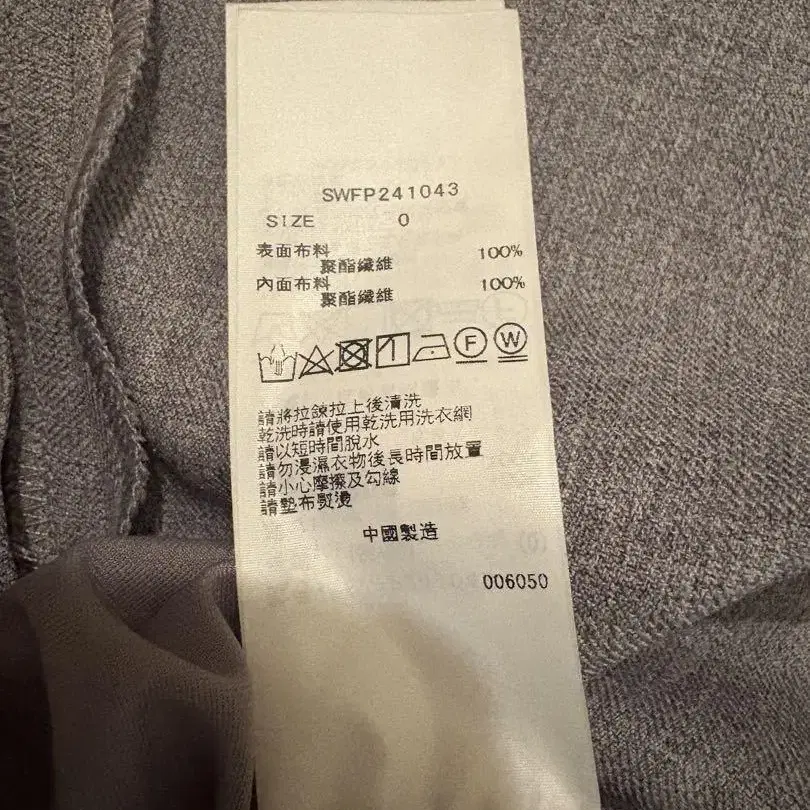 SWFP241043
SIZE 0
表面布料 100%
聚酯纖維
內面布料 100%
聚酯纖維
F W
請將拉鍊拉上後清洗
乾洗時請使用乾洗用洗衣網
請以短時間脫水
請勿浸濕衣物後長時間放置
請小心摩擦及勾線
請墊布熨燙
中國製造
006050